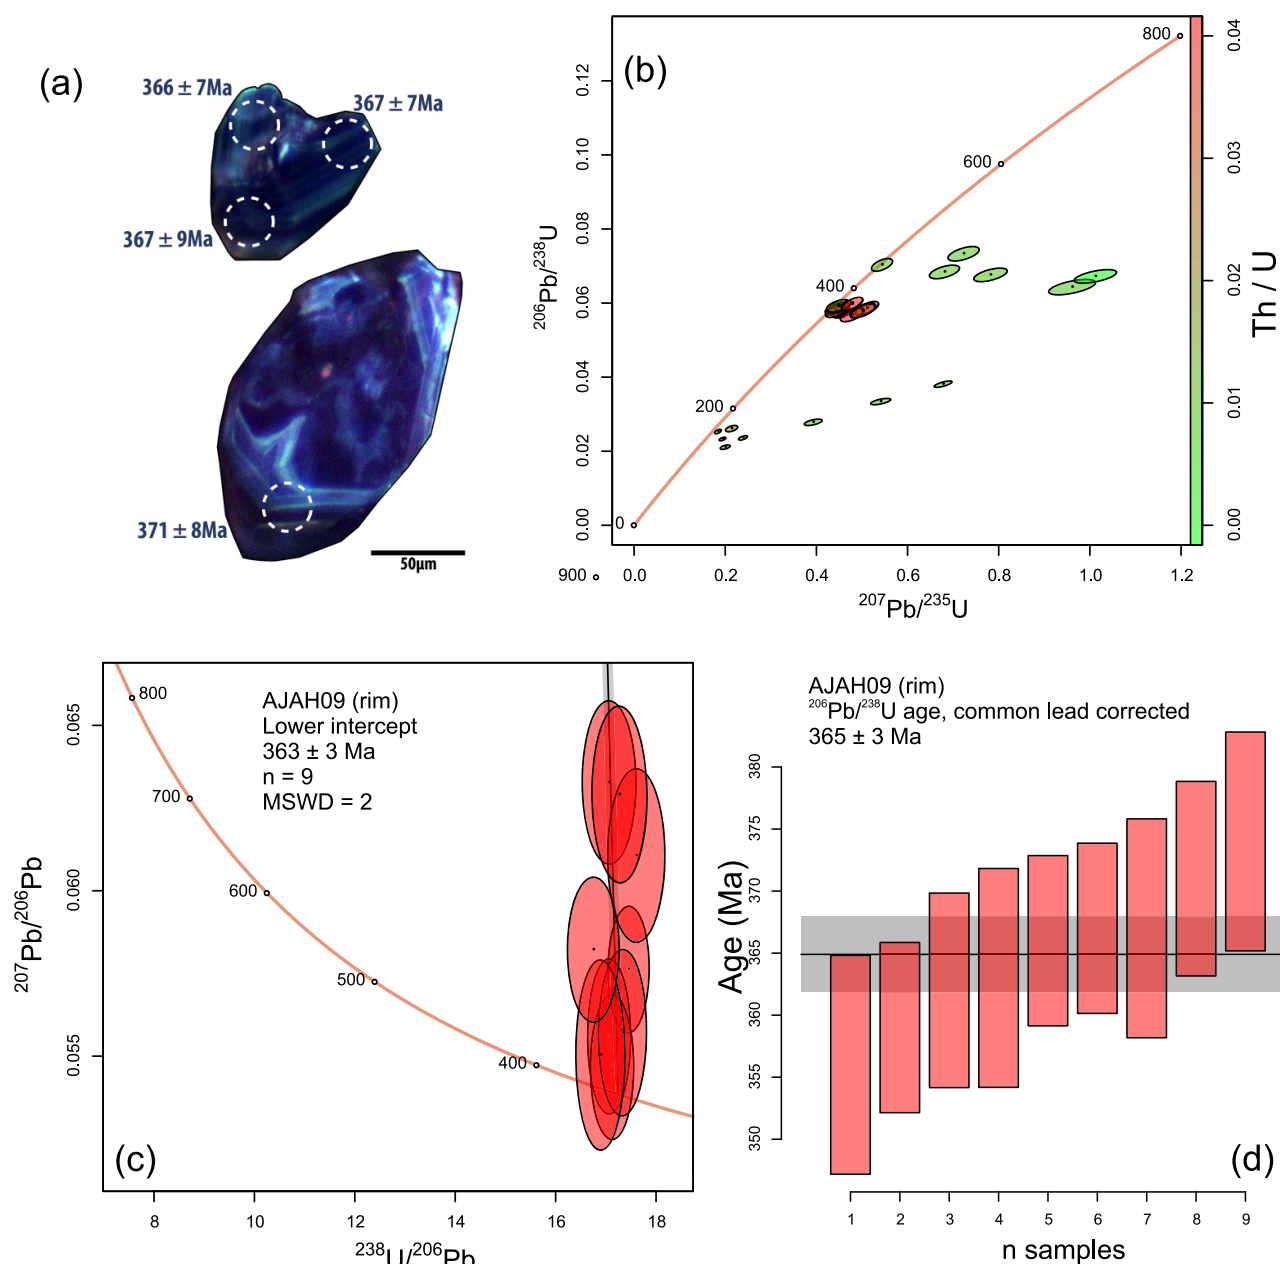 (a)
366 ± 7Ma
367 ± 7Ma
367 ± 9Ma
371 ± 8Ma
50µm
(b)
800
600
400
200
0
900
0.12
0.10
0.08
0.06
0.04
0.02
0.00
²⁰⁶Pb/²³⁸U
0.0 0.2 0.4 0.6 0.8 1.0 1.2
²⁰⁷Pb/²³⁵U
0.04
0.03
0.02
0.01
0.00
Th / U
AJAH09 (rim)
Lower intercept
363 ± 3 Ma
n = 9
MSWD = 2
800
700
600
500
400
0.065
0.060
0.055
²⁰⁷Pb/²⁰⁶Pb
(c)
8 10 12 14 16 18
²³⁸U/²⁰⁶Pb
AJAH09 (rim)
²⁰⁶Pb/²³⁸U age, common lead corrected
365 ± 3 Ma
380
375
370
365
360
355
350
Age (Ma)
(d)
1 2 3 4 5 6 7 8 9
n samples